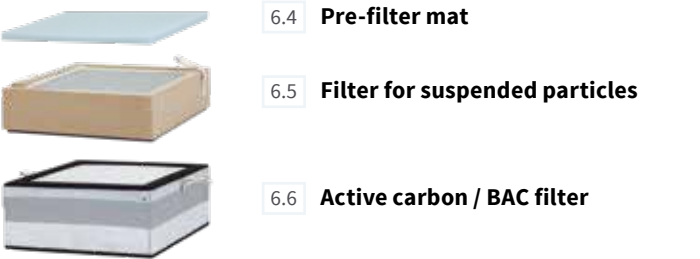 6.4 Pre-filter mat
6.5 Filter for suspended particles
6.6 Active carbon / BAC filter